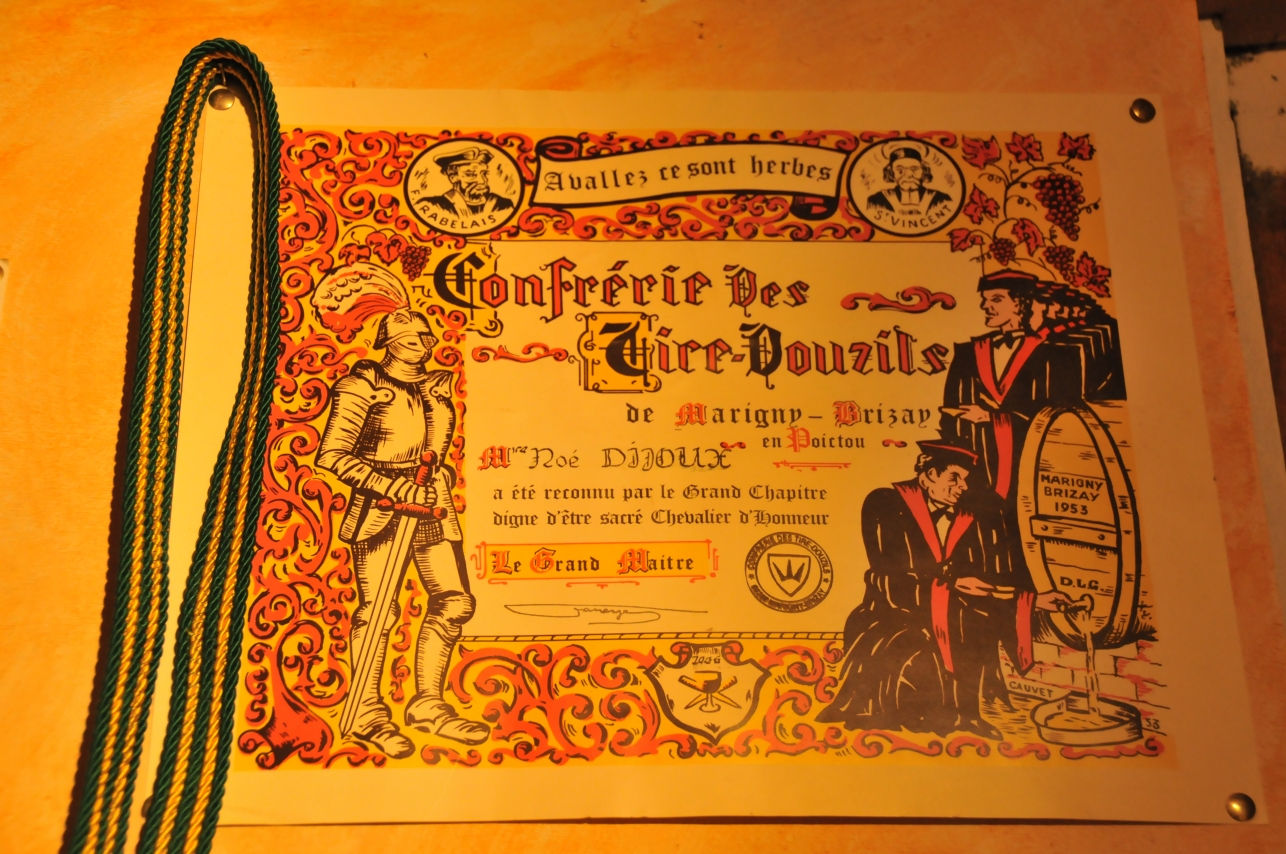 Avallez ce sont herbes
F. RABELAIS
St VINCENT
Confrérie Des
Tire-Douzils
de Marigny - Brizay
en Poictou
Noé DIJOUX
a été reconnu par le Grand Chapitre
digne d'être sacré Chevalier d'Honneur
Le Grand Maitre
MARIGNY
BRIZAY
1953
D.L.G.
CAUVET
53